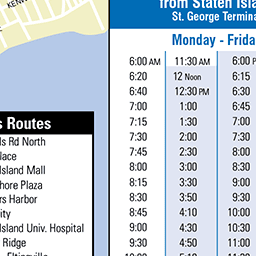 KENW
from Staten Isla
St. George Termina
Monday - Frida
6:00 AM 11:30 AM 6:00 P
6:20 12 Noon 6:15
6:40 12:30 PM 6:30
7:00 1:00 6:45
7:15 1:30 7:00
7:30 2:00 7:30
7:45 2:30 8:00
8:00 3:00 8:30
8:15 3:30 9:00
8:30 3:50 9:30
8:45 4:10 10:00
9:00 4:30 10:30
9:30 4:50 11:00
s Routes
ds Rd North
lace
Island Mall
hore Plaza
rs Harbor
ity
Island Univ. Hospital
Ridge